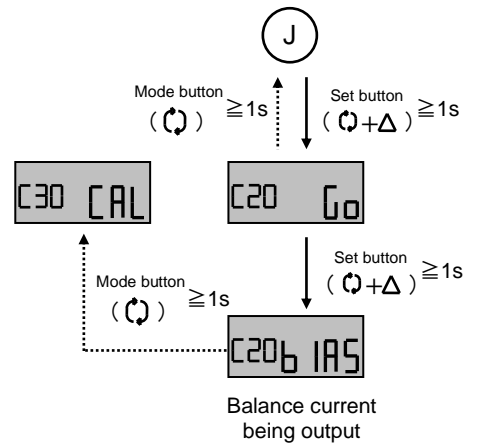 J
Mode button
( ) ≧1s
Set button
( +Δ) ≧1s
C30 CAL
C20 Go
Set button
( +Δ) ≧1s
Mode button
( ) ≧1s
C20 bIAS
Balance current
being output